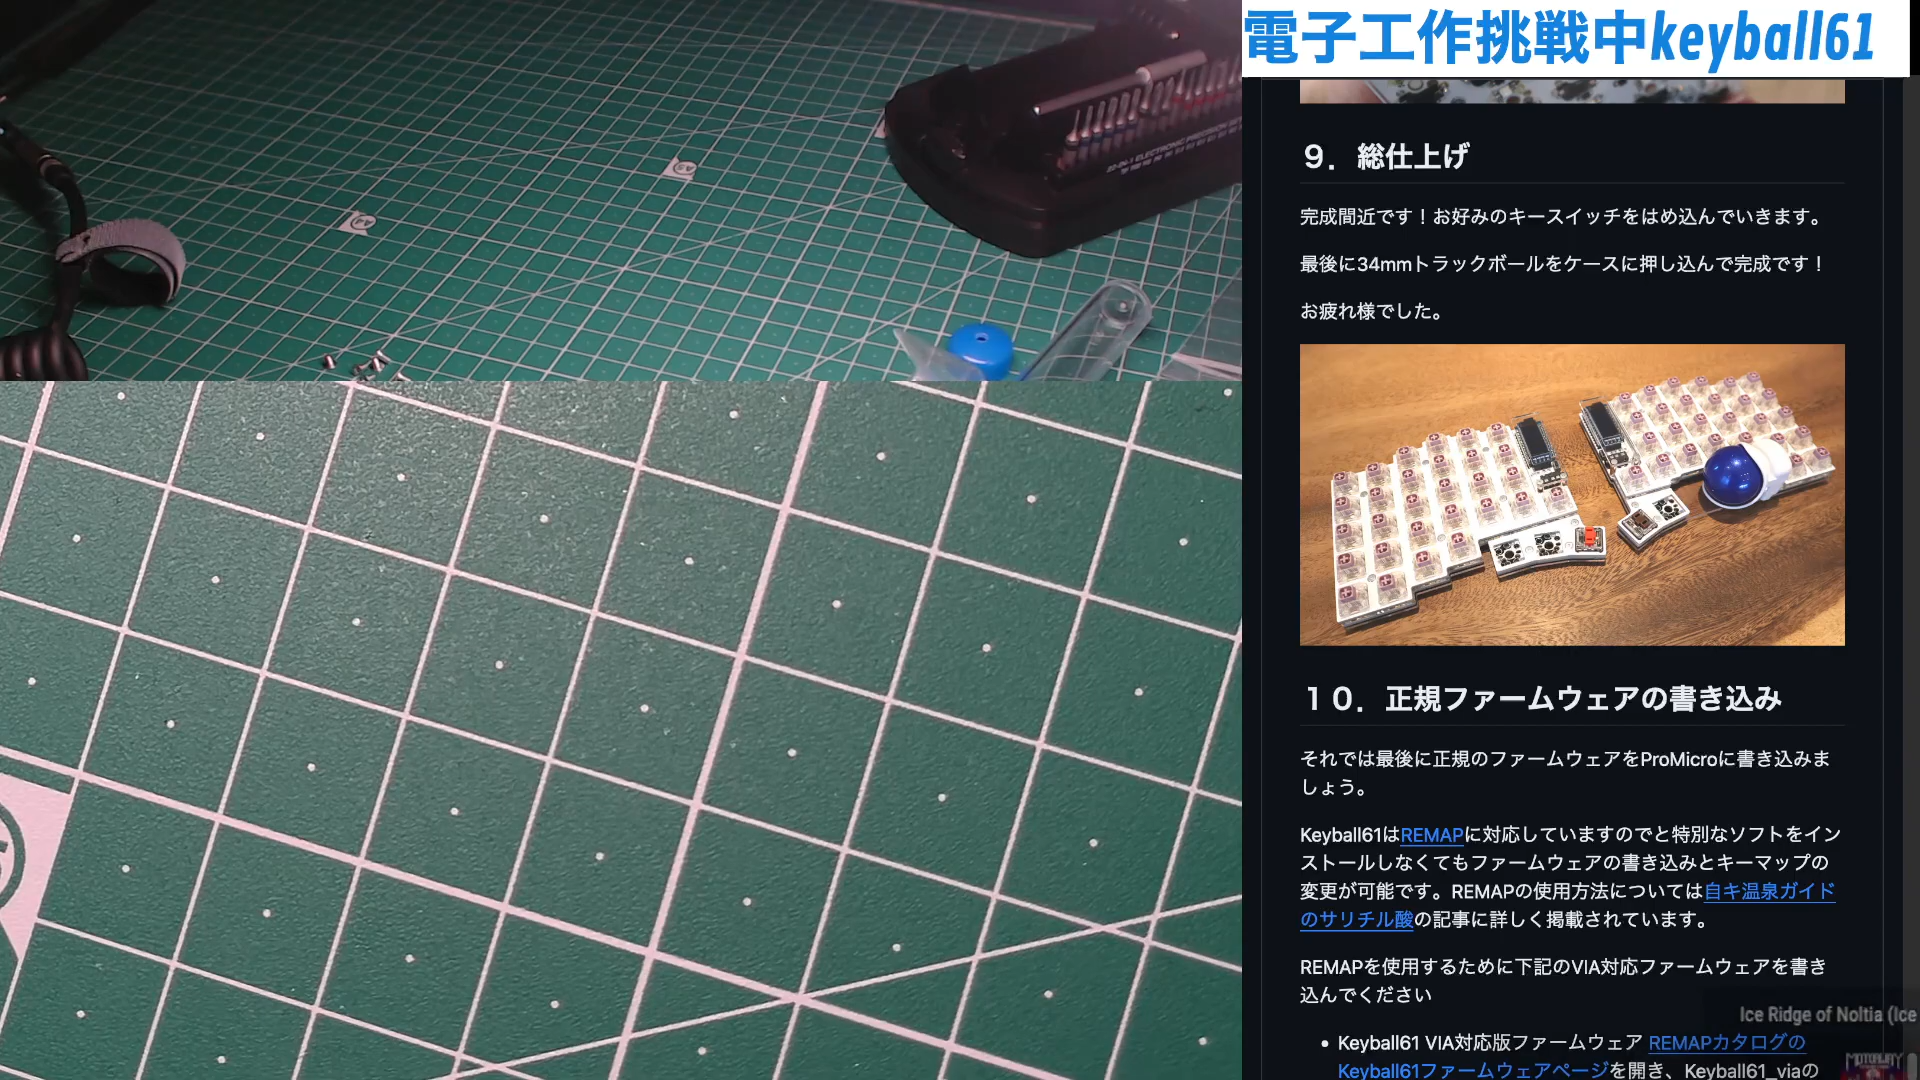 電子工作挑戦中keyball61
９．総仕上げ
完成間近です！お好みのキースイッチをはめ込んでいきます。
最後に34mmトラックボールをケースに押し込んで完成です！
お疲れ様でした。
１０．正規ファームウェアの書き込み
それでは最後に正規のファームウェアをProMicroに書き込みま
しょう。
Keyball61はREMAPに対応していますのでと特別なソフトをイン
ストールしなくてもファームウェアの書き込みとキーマップの
変更が可能です。REMAPの使用方法については自キ温泉ガイド
のサリチル酸の記事に詳しく掲載されています。
REMAPを使用するために下記のVIA対応ファームウェアを書き
込んでください
Ice Ridge of Noltia (Ice
• Keyball61 VIA対応版ファームウェア REMAPカタログの
Keyball61ファームウェアページを開き、Keyball61_viaの